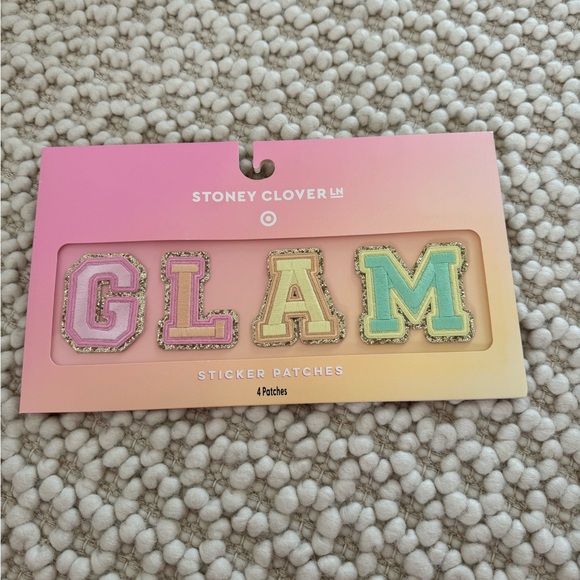 STONEY CLOVER LN
GLAM
STICKER PATCHES
4 Patches